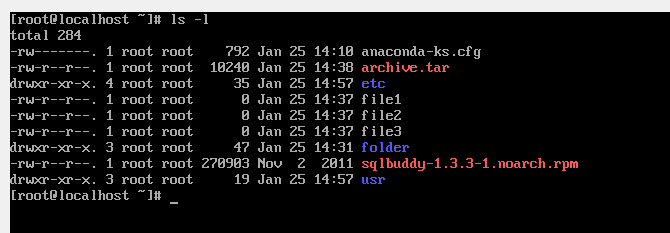 [root@localhost ~]# ls -l
total 284
-rw-------. 1 root root    792 Jan 25 14:10 anaconda-ks.cfg
-rw-r--r--. 1 root root  10240 Jan 25 14:38 archive.tar
drwxr-xr-x. 4 root root     35 Jan 25 14:57 etc
-rw-r--r--. 1 root root      0 Jan 25 14:37 file1
-rw-r--r--. 1 root root      0 Jan 25 14:37 file2
-rw-r--r--. 1 root root      0 Jan 25 14:37 file3
drwxr-xr-x. 3 root root     47 Jan 25 14:31 folder
-rw-r--r--. 1 root root 270903 Nov  2  2011 sqlbuddy-1.3.3-1.noarch.rpm
drwxr-xr-x. 3 root root     19 Jan 25 14:57 usr
[root@localhost ~]# _